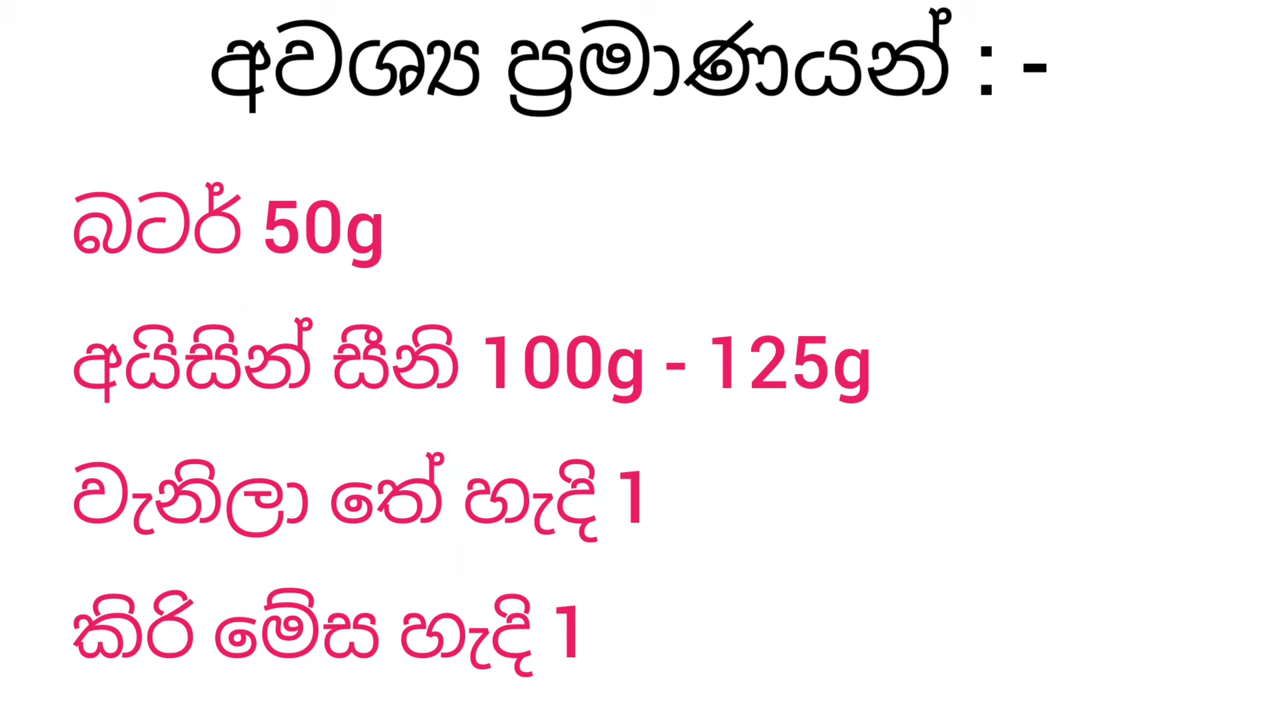 අවශ්‍ය ප්‍රමාණයන් : -
බටර් 50g
අයිසින් සීනි 100g - 125g
වැනිලා තේ හැදි 1
කිරි මේස හැදි 1